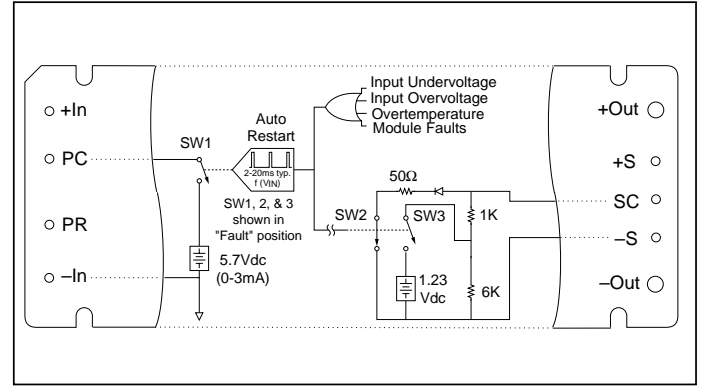 +In
PC
PR
–In
SW1
Auto
Restart
2-20ms typ.
f (VIN)
SW1, 2, & 3
shown in
"Fault" position
5.7Vdc
(0-3mA)
Input Undervoltage
Input Overvoltage
Overtemperature
Module Faults
50Ω
SW2
SW3
1K
1.23
Vdc
6K
+Out
+S
SC
–S
–Out